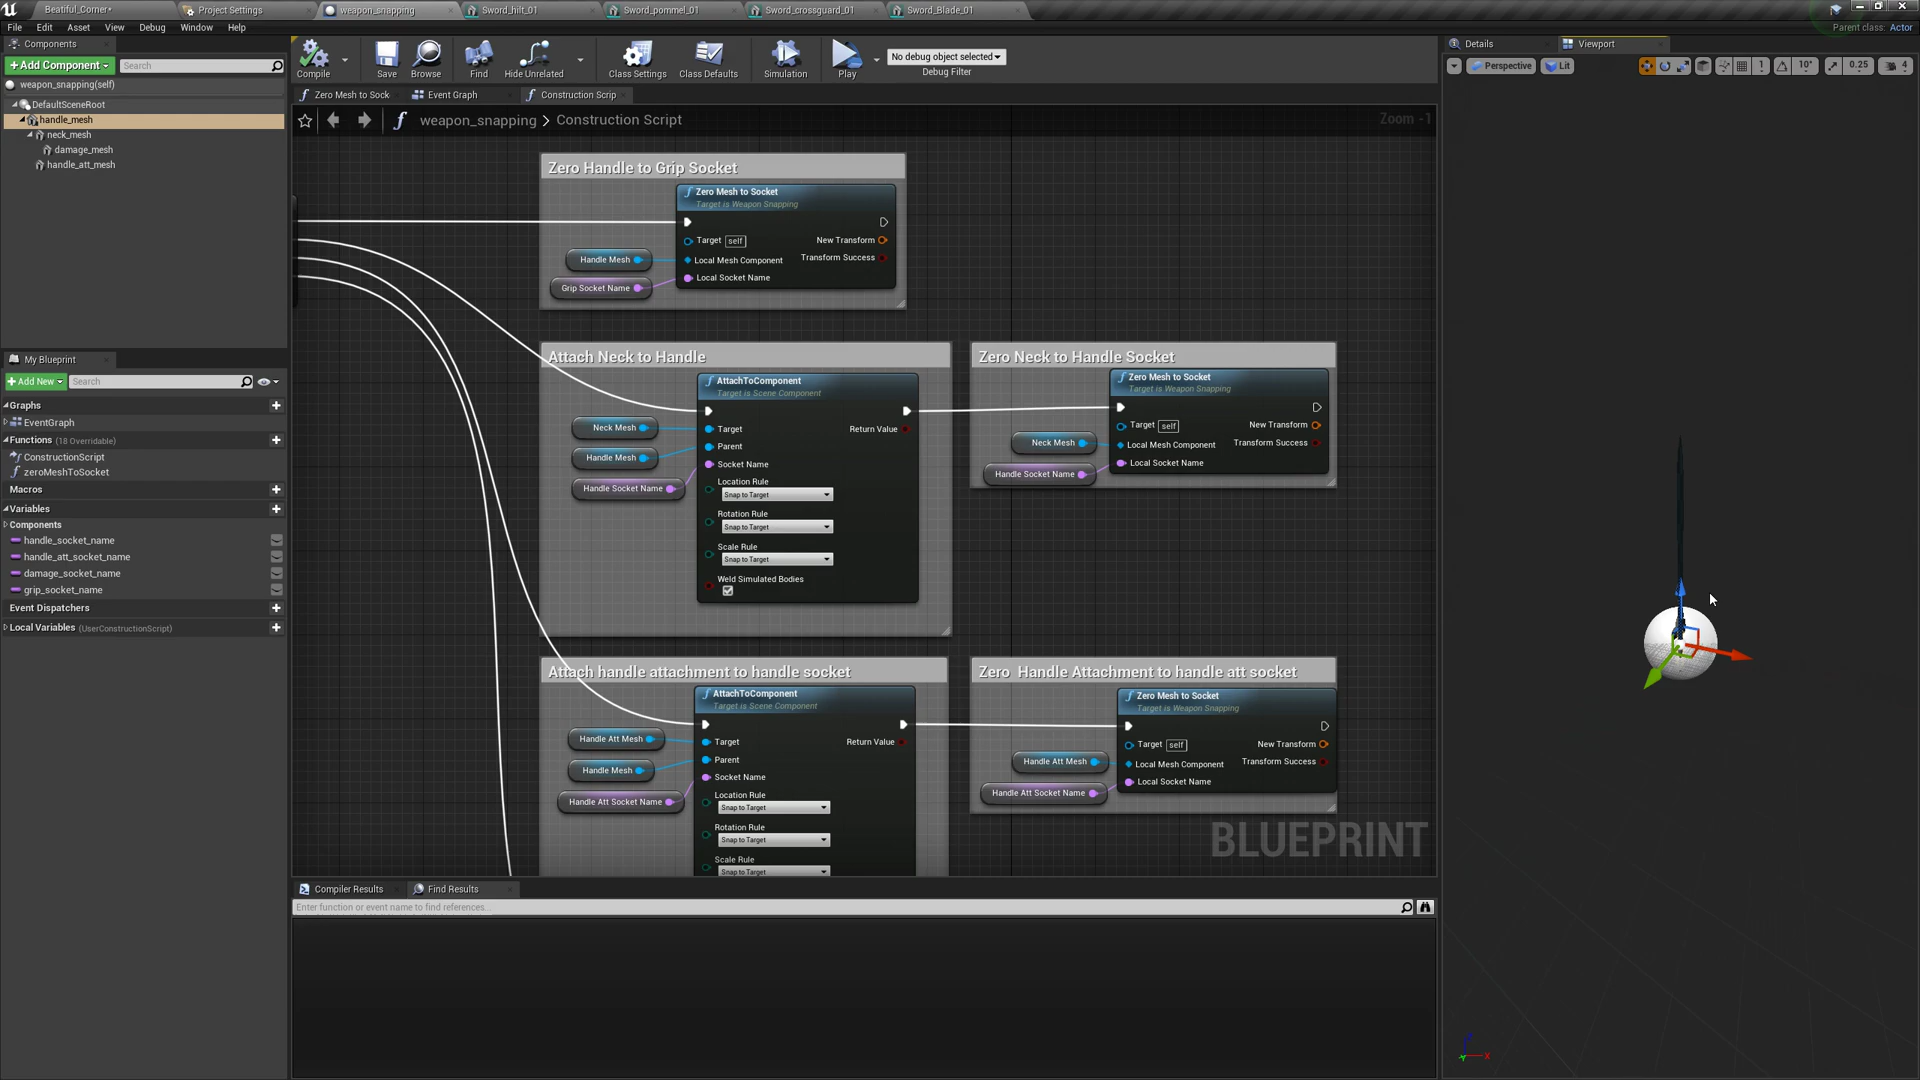 Beatiful_Corner*
Project Settings
weapon_snapping
Sword_hilt_01
Sword_pommel_01
Sword_crossguard_01
Sword_Blade_01
File Edit Asset View Debug Window Help
Parent class: Actor
Components
+Add Component
Search
weapon_snapping(self)
DefaultSceneRoot
handle_mesh
neck_mesh
damage_mesh
handle_att_mesh
Compile
Save
Browse
Find
Hide Unrelated
Class Settings
Class Defaults
Simulation
Play
No debug object selected
Debug Filter
Zero Mesh to Sock
Event Graph
Construction Scrip
weapon_snapping > Construction Script
Zoom -1
Details
Viewport
Perspective
Lit
1
10°
0.25
4
Zero Handle to Grip Socket
Zero Mesh to Socket
Target is Weapon Snapping
Target self
New Transform
Handle Mesh
Local Mesh Component
Transform Success
Grip Socket Name
Local Socket Name
Attach Neck to Handle
AttachToComponent
Target is Scene Component
Neck Mesh
Target
Return Value
Handle Mesh
Parent
Socket Name
Handle Socket Name
Location Rule
Snap to Target
Rotation Rule
Snap to Target
Scale Rule
Snap to Target
Weld Simulated Bodies
Zero Neck to Handle Socket
Zero Mesh to Socket
Target is Weapon Snapping
Target self
New Transform
Neck Mesh
Local Mesh Component
Transform Success
Handle Socket Name
Local Socket Name
Attach handle attachment to handle socket
AttachToComponent
Target is Scene Component
Handle Att Mesh
Target
Return Value
Handle Mesh
Parent
Socket Name
Handle Att Socket Name
Location Rule
Snap to Target
Rotation Rule
Snap to Target
Scale Rule
Snap to Target
Zero Handle Attachment to handle att socket
Zero Mesh to Socket
Target is Weapon Snapping
Target self
New Transform
Handle Att Mesh
Local Mesh Component
Transform Success
Handle Att Socket Name
Local Socket Name
BLUEPRINT
My Blueprint
+Add New
Search
Graphs
EventGraph
Functions (18 Overridable)
ConstructionScript
zeroMeshToSocket
Macros
Variables
Components
handle_socket_name
handle_att_socket_name
damage_socket_name
grip_socket_name
Event Dispatchers
Local Variables (UserConstructionScript)
Compiler Results
Find Results
Enter function or event name to find references...